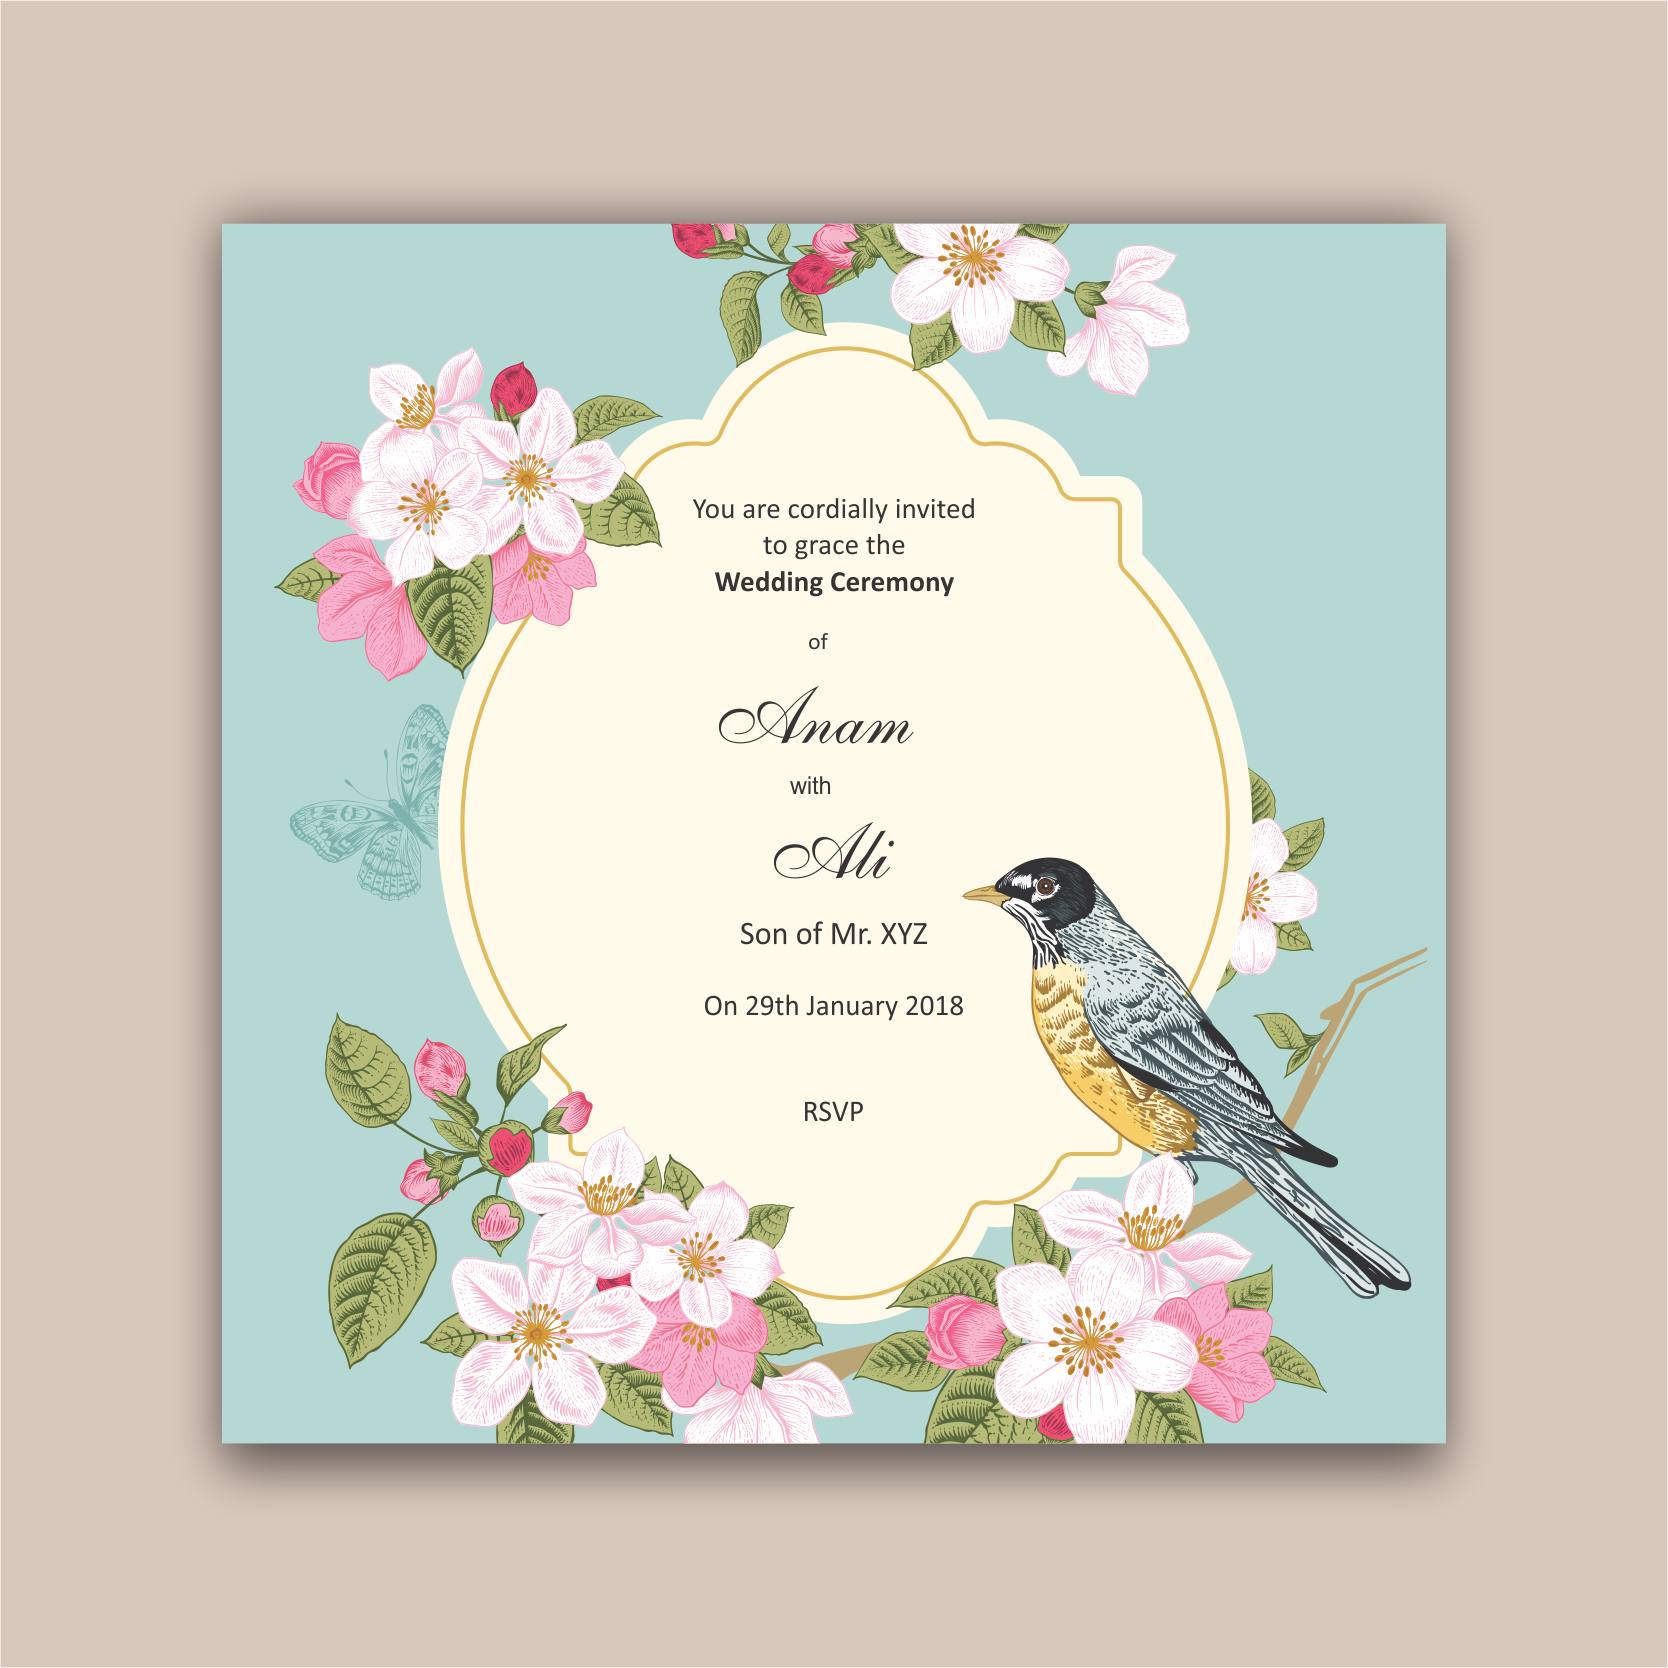 You are cordially invited
to grace the
Wedding Ceremony
of
Anam
with
Ali
Son of Mr. XYZ
On 29th January 2018
RSVP